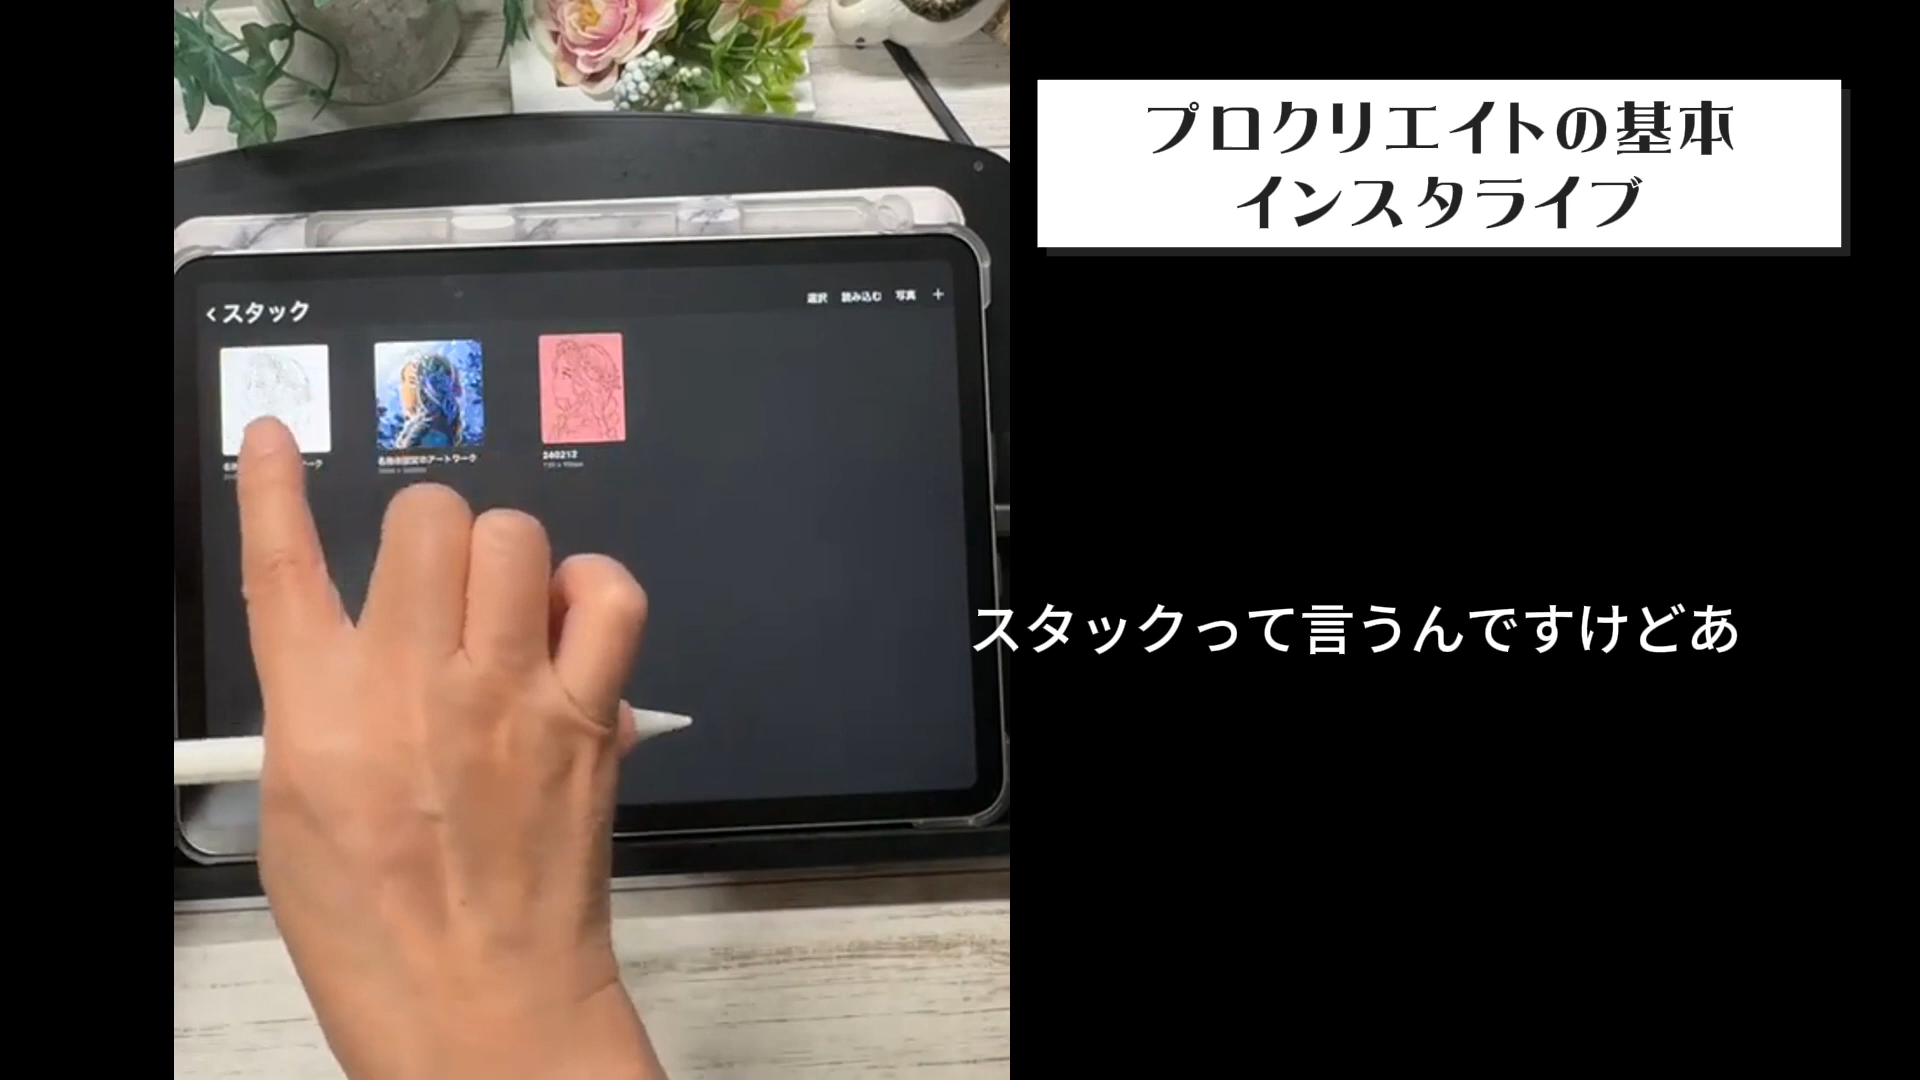 プロクリエイトの基本
インスタライブ
< スタック
選択 読み込む 写真 +
名称未設定のアートワーク
240212
スタックって言うんですけどあ